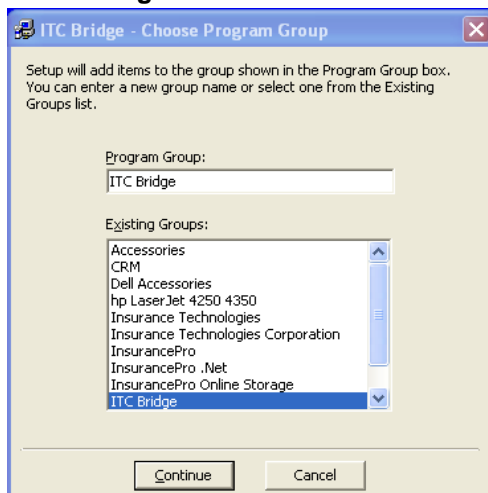 ITC Bridge - Choose Program Group
Setup will add items to the group shown in the Program Group box.
You can enter a new group name or select one from the Existing
Groups list.
Program Group:
ITC Bridge
Existing Groups:
Accessories
CRM
Dell Accessories
hp LaserJet 4250 4350
Insurance Technologies
Insurance Technologies Corporation
InsurancePro
InsurancePro .Net
InsurancePro Online Storage
ITC Bridge
Continue
Cancel